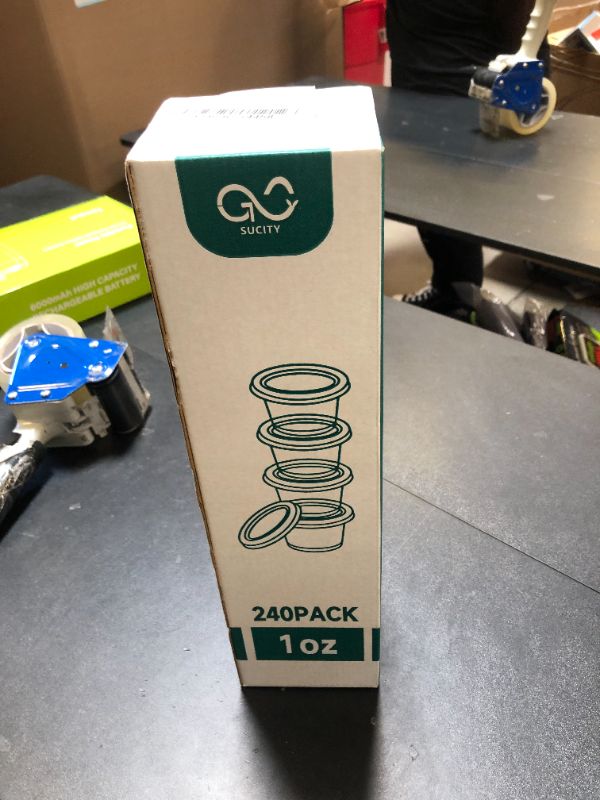 SUCITY
6000mAh HIGH CAPACITY
RECHARGEABLE BATTERY
240PACK
1oz